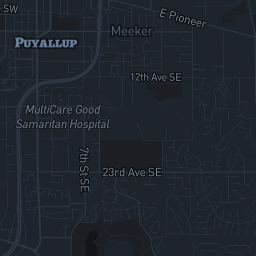 SW
E Pioneer
Meeker
PUYALLUP
12th Ave SE
MultiCare Good
Samaritan Hospital
7th St SE
23rd Ave SE